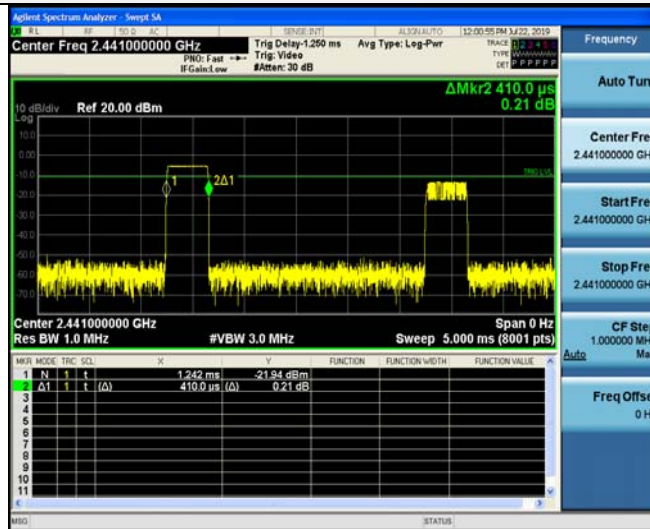 Agilent Spectrum Analyzer - Swept SA
RL RF 50 Ω AC SENSE:INT ALIGN AUTO 12:00:55 PM Jul 22, 2019
Center Freq 2.441000000 GHz
Trig Delay-1.250 ms Avg Type: Log-Pwr
TRACE 1 2 3 4 5 6
PNO: Fast Trig: Video
TYPE
IFGain:Low #Atten: 30 dB
DET P P P P P P
ΔMkr2 410.0 µs
0.21 dB
10 dB/div Ref 20.00 dBm
Log
10.0
0.00
-10.0
TRIG LVL
1
2Δ1
-20.0
-30.0
-40.0
-50.0
-60.0
-70.0
Center 2.441000000 GHz Span 0 Hz
Res BW 1.0 MHz #VBW 3.0 MHz Sweep 5.000 ms (8001 pts)
MKR MODE TRC SCL X Y FUNCTION FUNCTION WIDTH FUNCTION VALUE
1 N 1 t 1.242 ms -21.94 dBm
2 Δ1 1 t (Δ) 410.0 µs (Δ) 0.21 dB
3
4
5
6
7
8
9
10
11
MSG STATUS
Frequency
Auto Tun
Center Fre
2.441000000 GH
Start Fre
2.441000000 GH
Stop Fre
2.441000000 GH
CF Ste
1.000000 MH
Auto Ma
Freq Offse
0 H